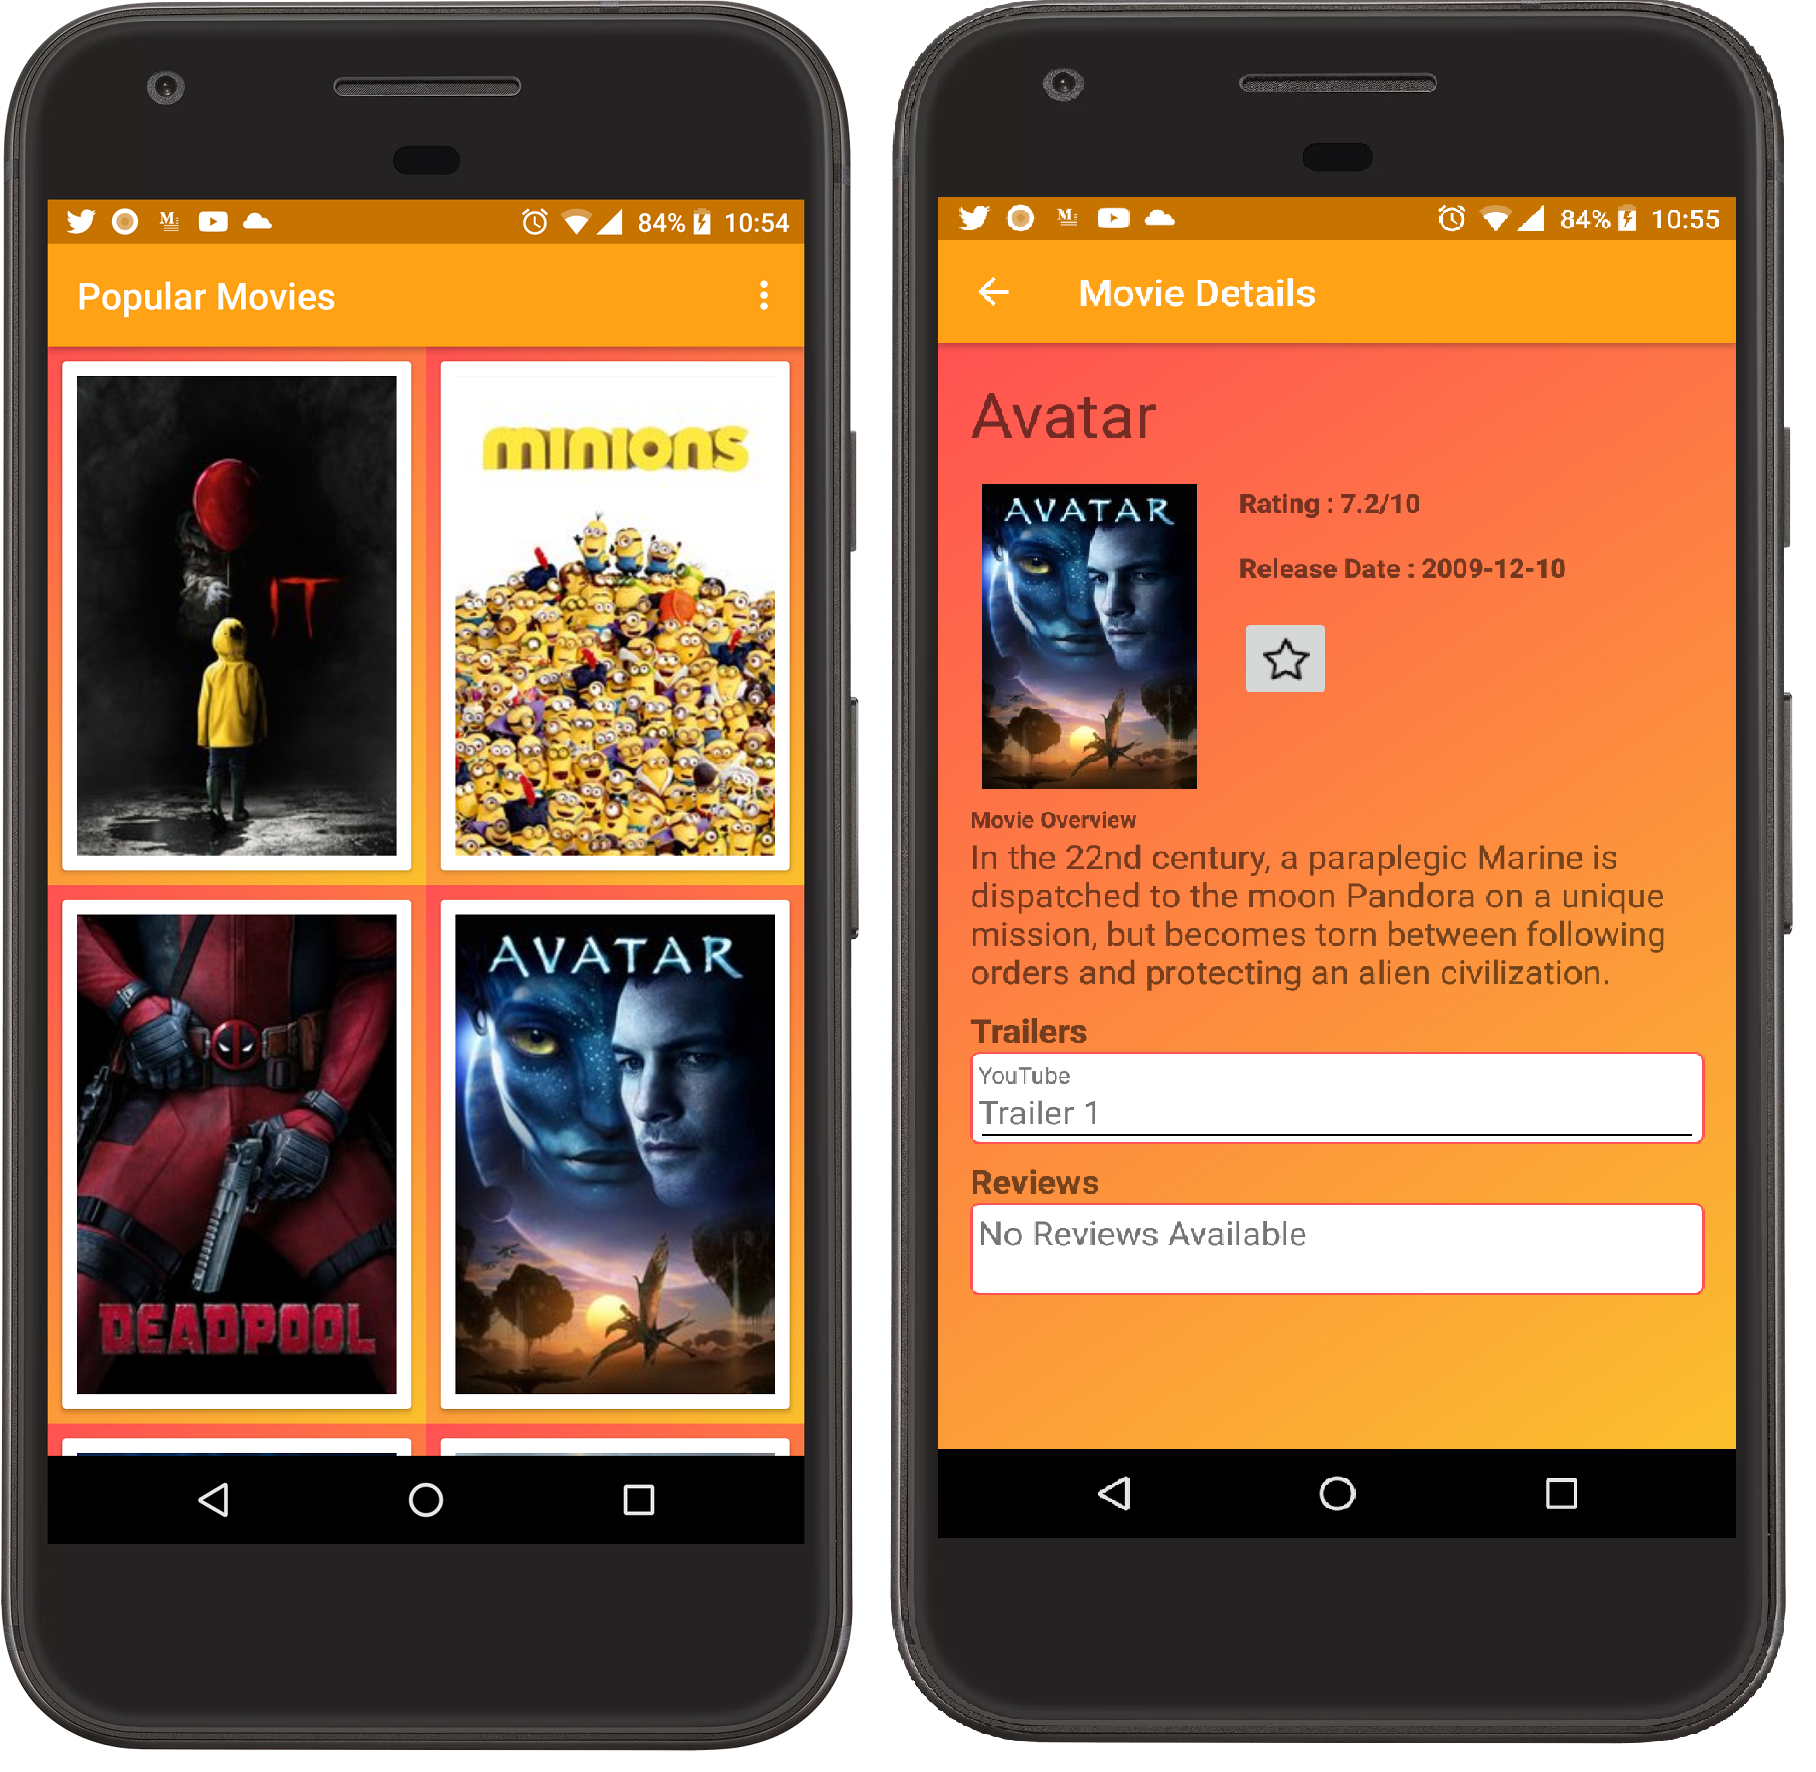 84% 10:54
Popular Movies
IT
minions
DEADPOOL
AVATAR
84% 10:55
Movie Details
Avatar
AVATAR
Rating : 7.2/10
Release Date : 2009-12-10
Movie Overview
In the 22nd century, a paraplegic Marine is
dispatched to the moon Pandora on a unique
mission, but becomes torn between following
orders and protecting an alien civilization.
Trailers
YouTube
Trailer 1
Reviews
No Reviews Available